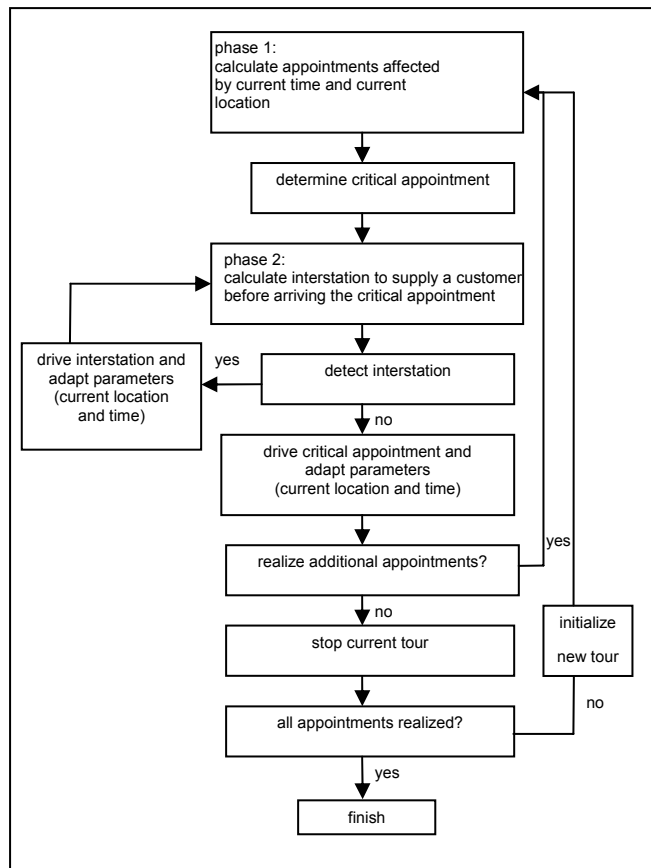 phase 1:
calculate appointments affected
by current time and current
location
determine critical appointment
phase 2:
calculate interstation to supply a customer
before arriving the critical appointment
drive interstation and
adapt parameters
(current location
and time)
yes
detect interstation
no
drive critical appointment and
adapt parameters
(current location and time)
realize additional appointments?
yes
no
stop current tour
initialize
new tour
all appointments realized?
no
yes
finish